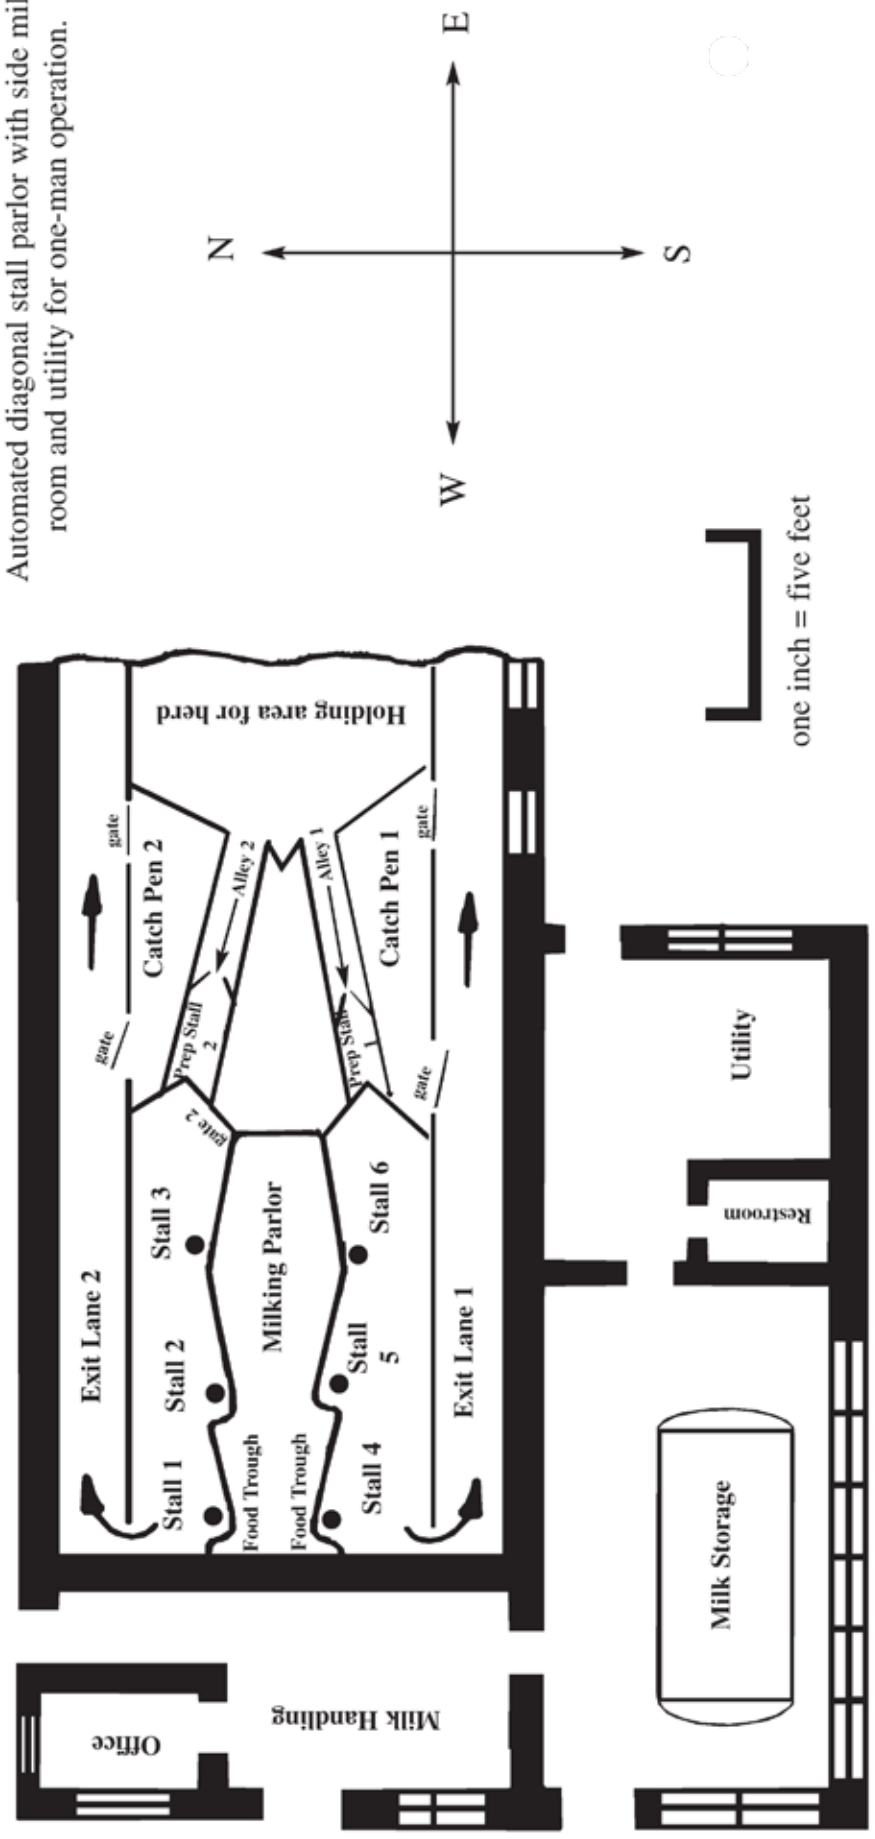 Automated diagonal stall parlor with side mil
room and utility for one-man operation.
Office
Milk Handling
Exit Lane 2
gate
gate
Stall 1
Stall 2
Stall 3
Catch Pen 2
gate 2
Prep Stall
2
Alley 2
Holding area for herd
Food Trough
Milking Parlor
Food Trough
Alley 1
Prep Stall
1
Stall 4
Stall
5
Stall 6
Catch Pen 1
gate
gate
Exit Lane 1
Milk Storage
Restroom
Utility
N
W
E
S
one inch = five feet